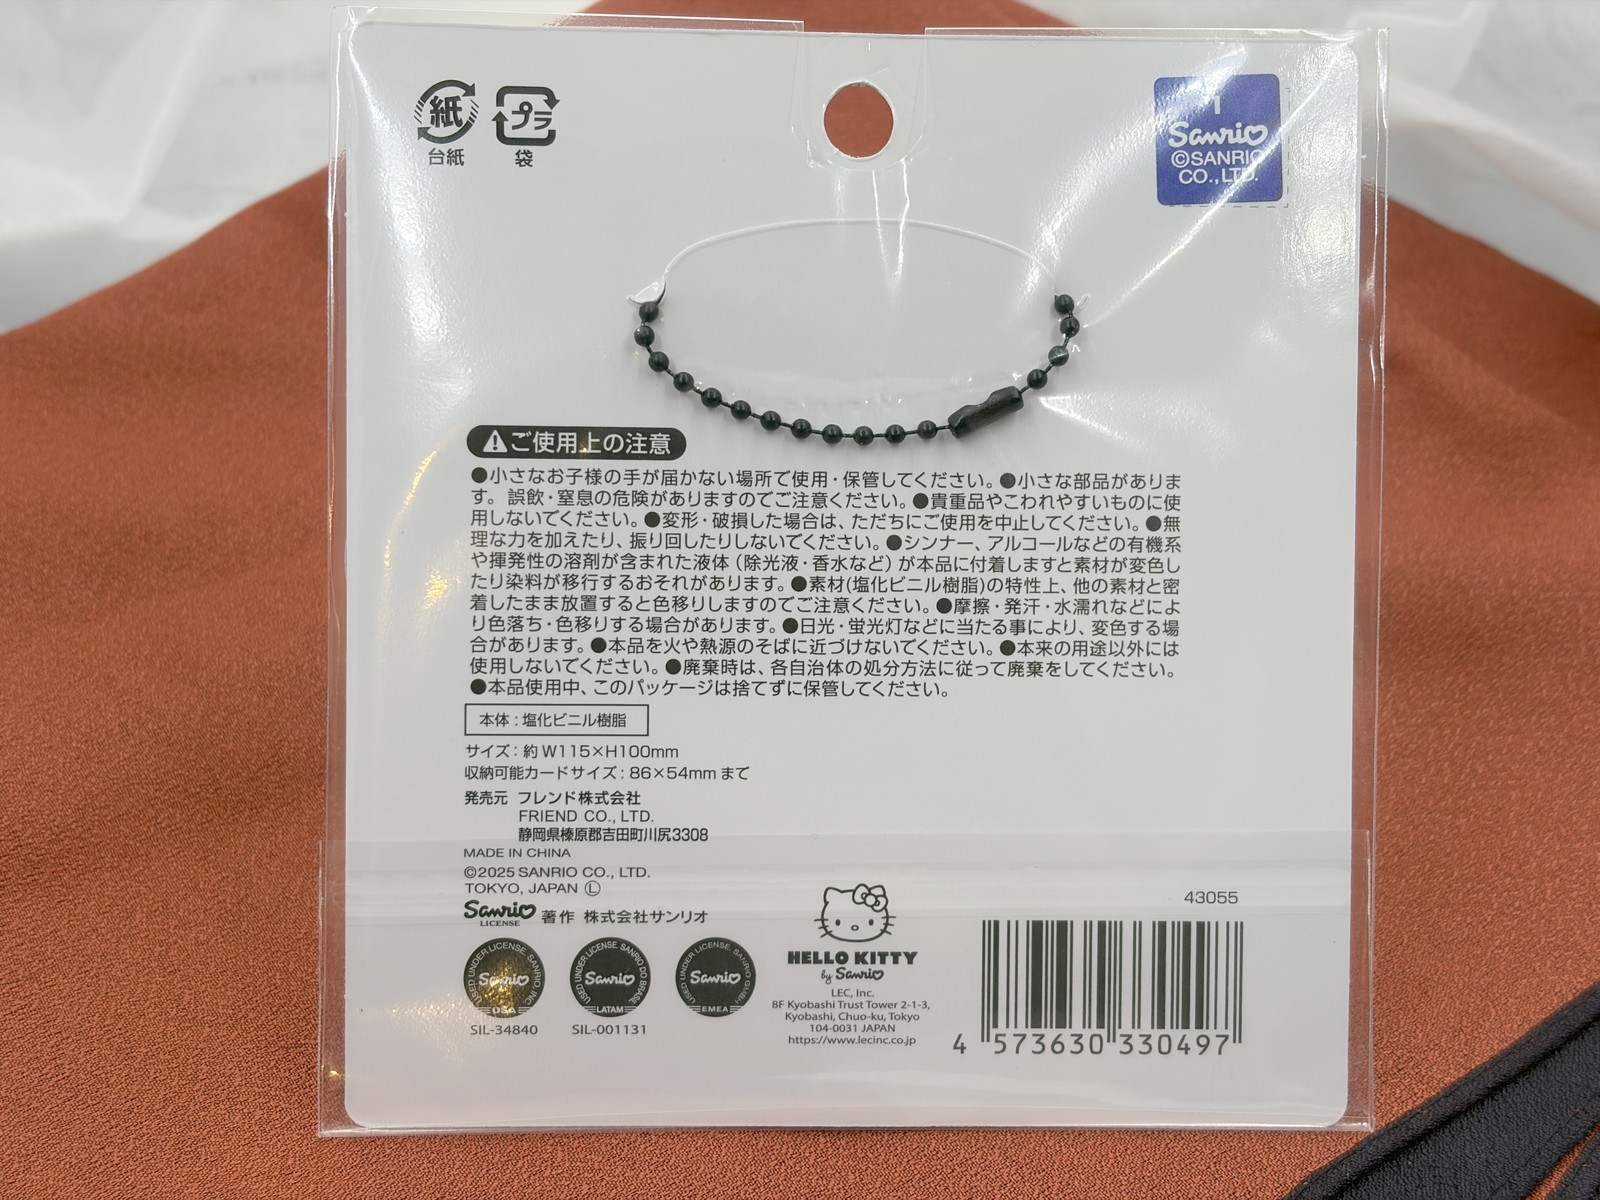 紙
台紙
プラ
袋
1
Sanrio
©SANRIO
CO.,LTD.
ご使用上の注意
●小さなお子様の手が届かない場所で使用・保管してください。●小さな部品がありま
す。誤飲・窒息の危険がありますのでご注意ください。●貴重品やこわれやすいものに使
用しないでください。●変形・破損した場合は、ただちにご使用を中止してください。●無
理な力を加えたり、振り回したりしないでください。●シンナー、アルコールなどの有機系
や揮発性の溶剤が含まれた液体（除光液・香水など）が本品に付着しますと素材が変色し
たり染料が移行するおそれがあります。●素材(塩化ビニル樹脂)の特性上、他の素材と密
着したまま放置すると色移りしますのでご注意ください。●摩擦・発汗・水濡れなどによ
り色落ち・色移りする場合があります。●日光・蛍光灯などに当たる事により、変色する場
合があります。●本品を火や熱源のそばに近づけないでください。●本来の用途以外には
使用しないでください。●廃棄時は、各自治体の処分方法に従って廃棄をしてください。
●本品使用中、このパッケージは捨てずに保管してください。
本体：塩化ビニル樹脂
サイズ：約 W115×H100mm
収納可能カードサイズ：86×54mm まで
発売元 フレンド株式会社
FRIEND CO., LTD.
静岡県榛原郡吉田町川尻3308
MADE IN CHINA
©2025 SANRIO CO., LTD.
TOKYO, JAPAN Ⓛ
Sanrio LICENSE 著作 株式会社サンリオ
USED UNDER LICENSE, SANRIO, INC.
Sanrio
USA
SIL-34840
USED UNDER LICENSE SANRIO DO BRASIL
Sanrio
LATAM
SIL-001131
USED UNDER LICENSE, SANRIO GMBH
Sanrio
EMEA
HELLO KITTY
by Sanrio
LEC, Inc.
8F Kyobashi Trust Tower 2-1-3,
Kyobashi, Chuo-ku, Tokyo
104-0031 JAPAN
https://www.lecinc.co.jp
43055
4 573630 330497